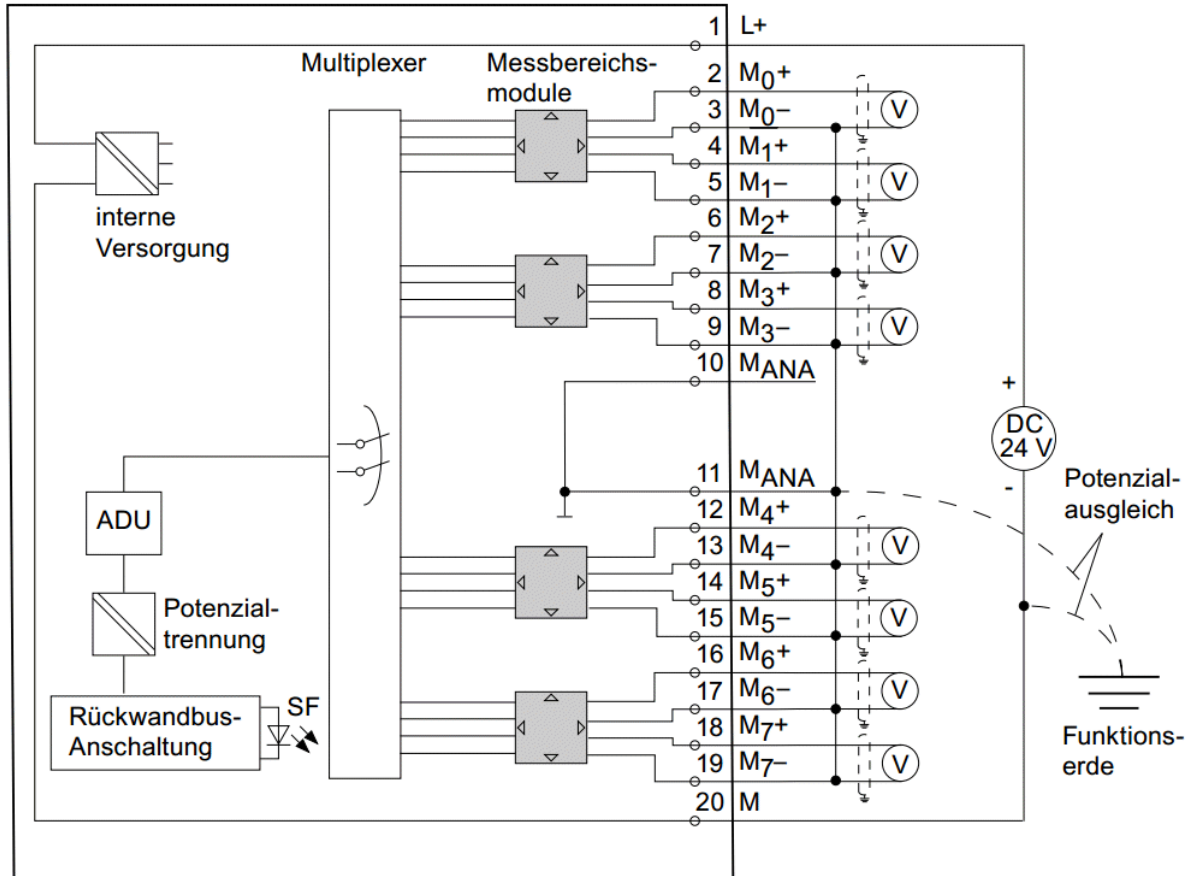 1 L+
Multiplexer
Messbereichs-
module
2 M0+
3 M0−
4 M1+
5 M1−
6 M2+
7 M2−
8 M3+
9 M3−
10 MANA
interne
Versorgung
V
V
V
V
+
DC
24 V
-
11 MANA
12 M4+
13 M4−
14 M5+
15 M5−
16 M6+
17 M6−
18 M7+
19 M7−
20 M
V
V
V
V
Potenzial-
ausgleich
ADU
Potenzial-
trennung
Rückwandbus-
Anschaltung
SF
Funktions-
erde